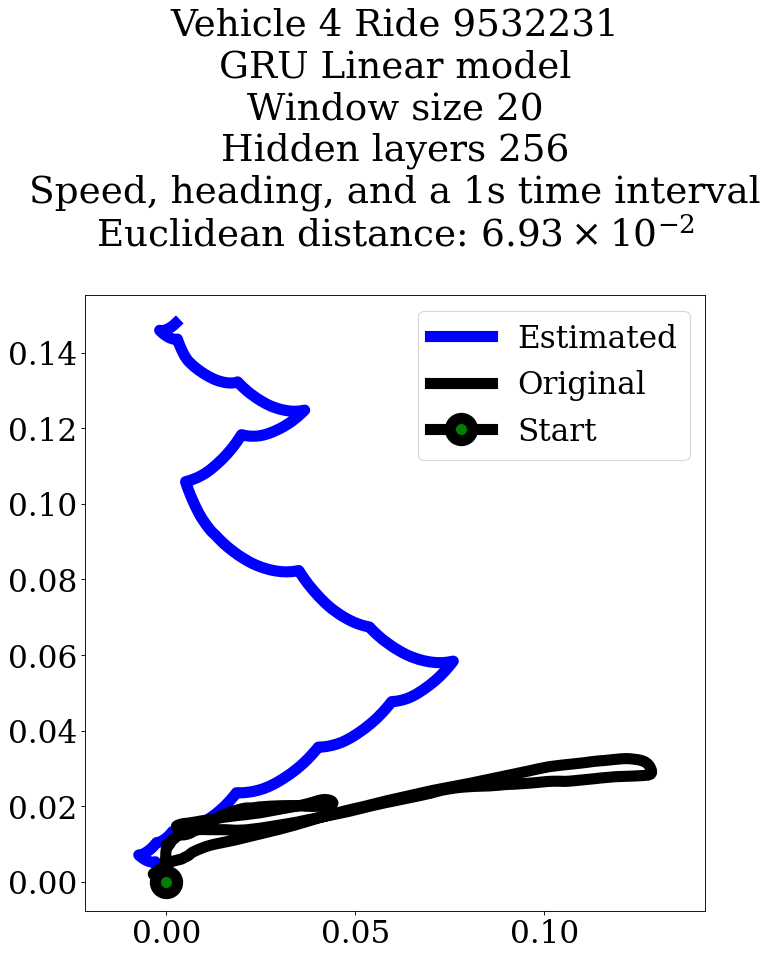 Vehicle 4 Ride 9532231
GRU Linear model
Window size 20
Hidden layers 256
Speed, heading, and a 1s time interval
Euclidean distance: 6.93 × 10⁻²
Estimated
Original
Start
0.14
0.12
0.10
0.08
0.06
0.04
0.02
0.00
0.00 0.05 0.10